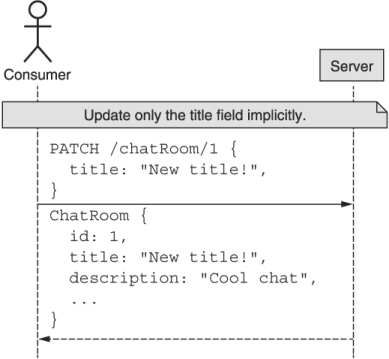 Consumer
Server
Update only the title field implicitly.
PATCH /chatRoom/1 {
  title: "New title!",
}
ChatRoom {
  id: 1,
  title: "New title!",
  description: "Cool chat",
  ...
}